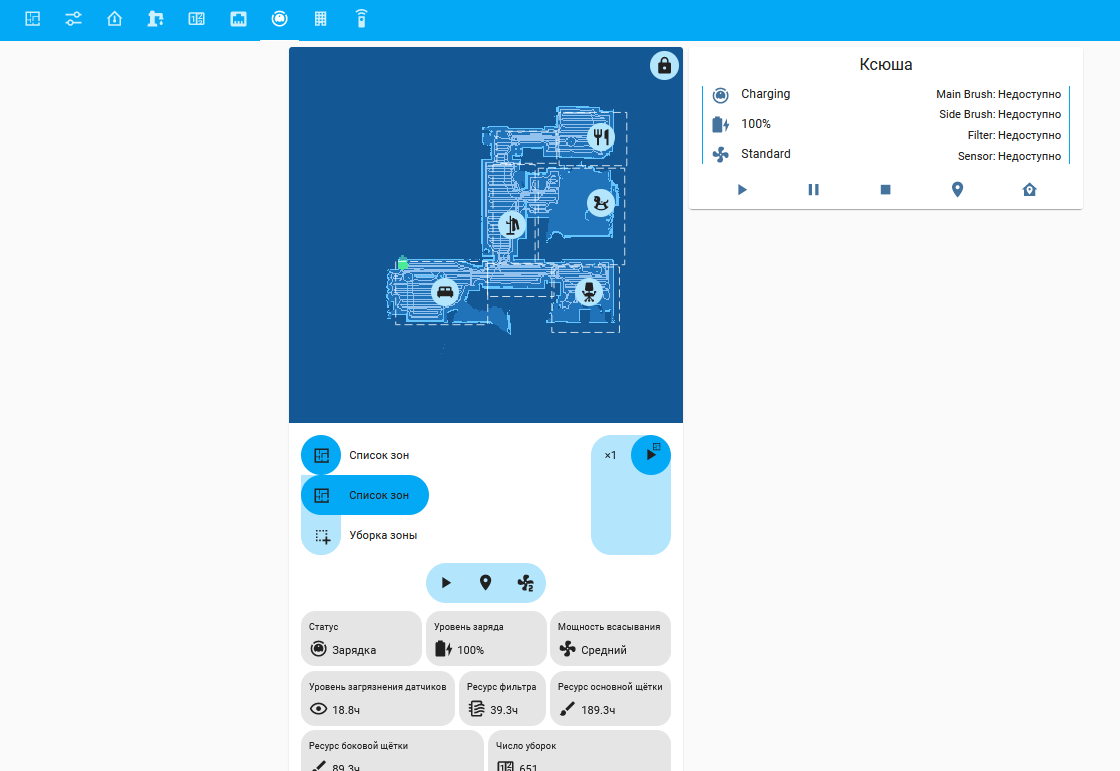 Ксюша
Charging
100%
Standard
Main Brush: Недоступно
Side Brush: Недоступно
Filter: Недоступно
Sensor: Недоступно
Список зон
×1
Список зон
Уборка зоны
2
Статус
Зарядка
Уровень заряда
100%
Мощность всасывания
Средний
Уровень загрязнения датчиков
18.8ч
Ресурс фильтра
39.3ч
Ресурс основной щётки
189.3ч
Ресурс боковой щётки
89.3ч
Число уборок
651